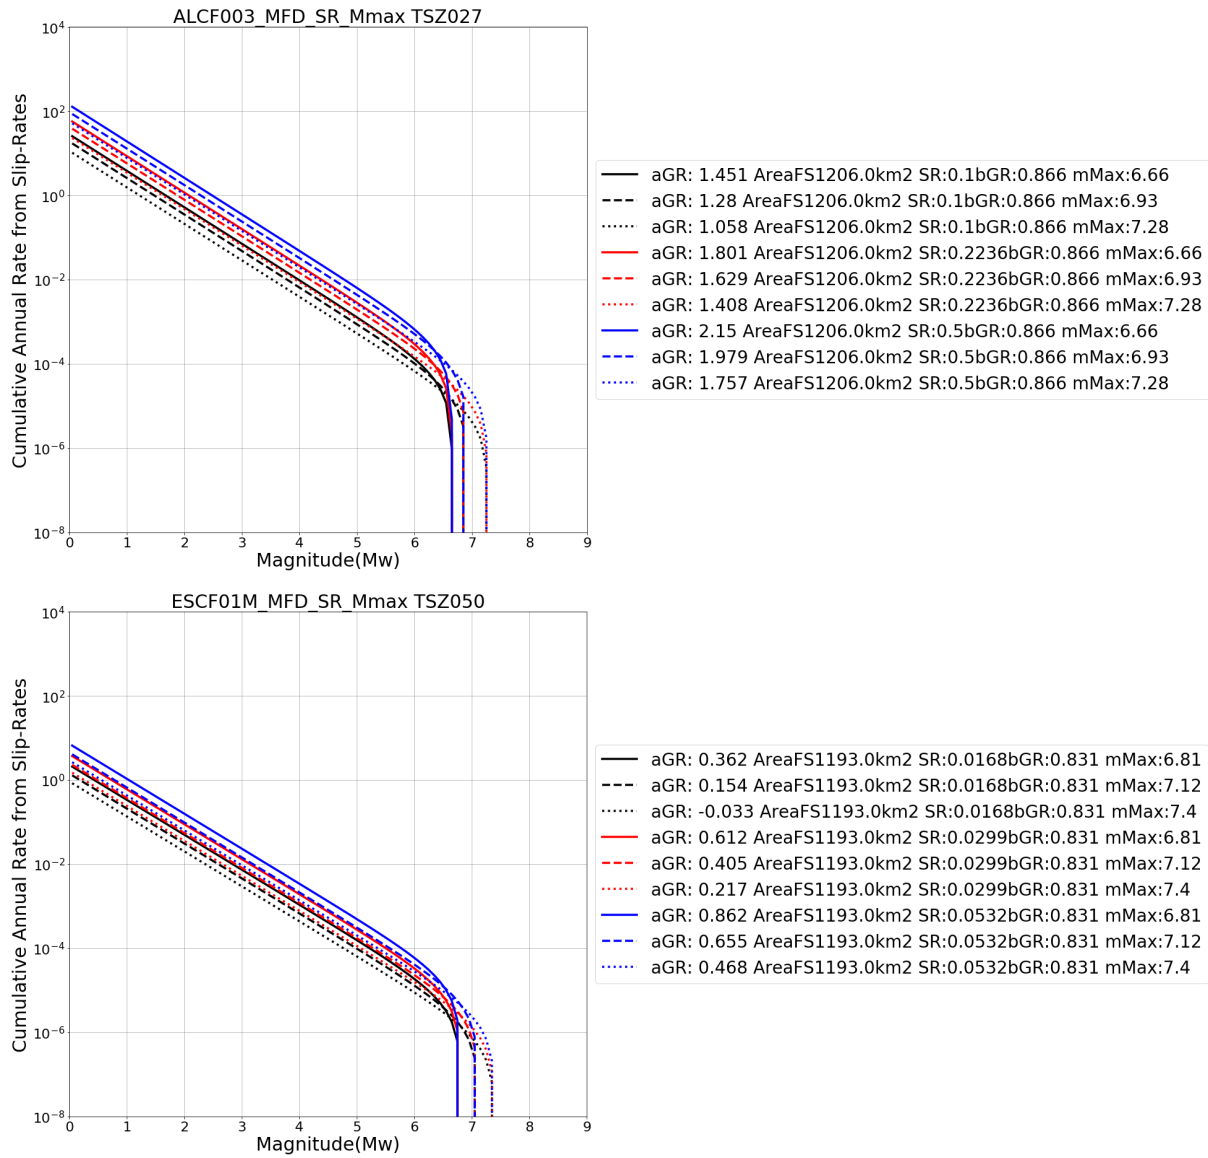 ALCF003_MFD_SR_Mmax TSZ027
Cumulative Annual Rate from Slip-Rates
10^4
10^2
10^0
10^-2
10^-4
10^-6
10^-8
0 1 2 3 4 5 6 7 8 9
Magnitude(Mw)
aGR: 1.451 AreaFS1206.0km2 SR:0.1bGR:0.866 mMax:6.66
aGR: 1.28 AreaFS1206.0km2 SR:0.1bGR:0.866 mMax:6.93
aGR: 1.058 AreaFS1206.0km2 SR:0.1bGR:0.866 mMax:7.28
aGR: 1.801 AreaFS1206.0km2 SR:0.2236bGR:0.866 mMax:6.66
aGR: 1.629 AreaFS1206.0km2 SR:0.2236bGR:0.866 mMax:6.93
aGR: 1.408 AreaFS1206.0km2 SR:0.2236bGR:0.866 mMax:7.28
aGR: 2.15 AreaFS1206.0km2 SR:0.5bGR:0.866 mMax:6.66
aGR: 1.979 AreaFS1206.0km2 SR:0.5bGR:0.866 mMax:6.93
aGR: 1.757 AreaFS1206.0km2 SR:0.5bGR:0.866 mMax:7.28
ESCF01M_MFD_SR_Mmax TSZ050
Cumulative Annual Rate from Slip-Rates
10^4
10^2
10^0
10^-2
10^-4
10^-6
10^-8
0 1 2 3 4 5 6 7 8 9
Magnitude(Mw)
aGR: 0.362 AreaFS1193.0km2 SR:0.0168bGR:0.831 mMax:6.81
aGR: 0.154 AreaFS1193.0km2 SR:0.0168bGR:0.831 mMax:7.12
aGR: -0.033 AreaFS1193.0km2 SR:0.0168bGR:0.831 mMax:7.4
aGR: 0.612 AreaFS1193.0km2 SR:0.0299bGR:0.831 mMax:6.81
aGR: 0.405 AreaFS1193.0km2 SR:0.0299bGR:0.831 mMax:7.12
aGR: 0.217 AreaFS1193.0km2 SR:0.0299bGR:0.831 mMax:7.4
aGR: 0.862 AreaFS1193.0km2 SR:0.0532bGR:0.831 mMax:6.81
aGR: 0.655 AreaFS1193.0km2 SR:0.0532bGR:0.831 mMax:7.12
aGR: 0.468 AreaFS1193.0km2 SR:0.0532bGR:0.831 mMax:7.4